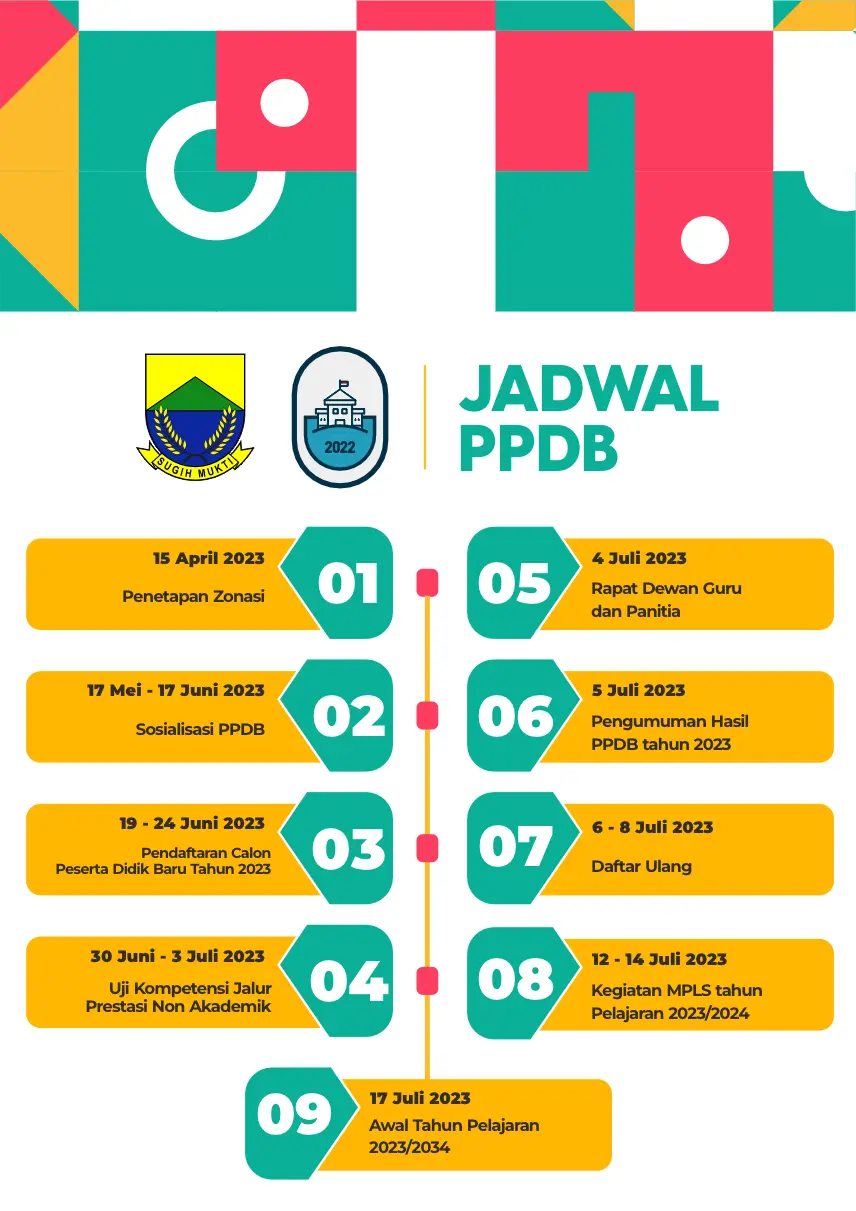 SUGIH MUKTI
2022
JADWAL
PPDB
01
15 April 2023
Penetapan Zonasi
02
17 Mei - 17 Juni 2023
Sosialisasi PPDB
03
19 - 24 Juni 2023
Pendaftaran Calon
Peserta Didik Baru Tahun 2023
04
30 Juni - 3 Juli 2023
Uji Kompetensi Jalur
Prestasi Non Akademik
05
4 Juli 2023
Rapat Dewan Guru
dan Panitia
06
5 Juli 2023
Pengumuman Hasil
PPDB tahun 2023
07
6 - 8 Juli 2023
Daftar Ulang
08
12 - 14 Juli 2023
Kegiatan MPLS tahun
Pelajaran 2023/2024
09
17 Juli 2023
Awal Tahun Pelajaran
2023/2034